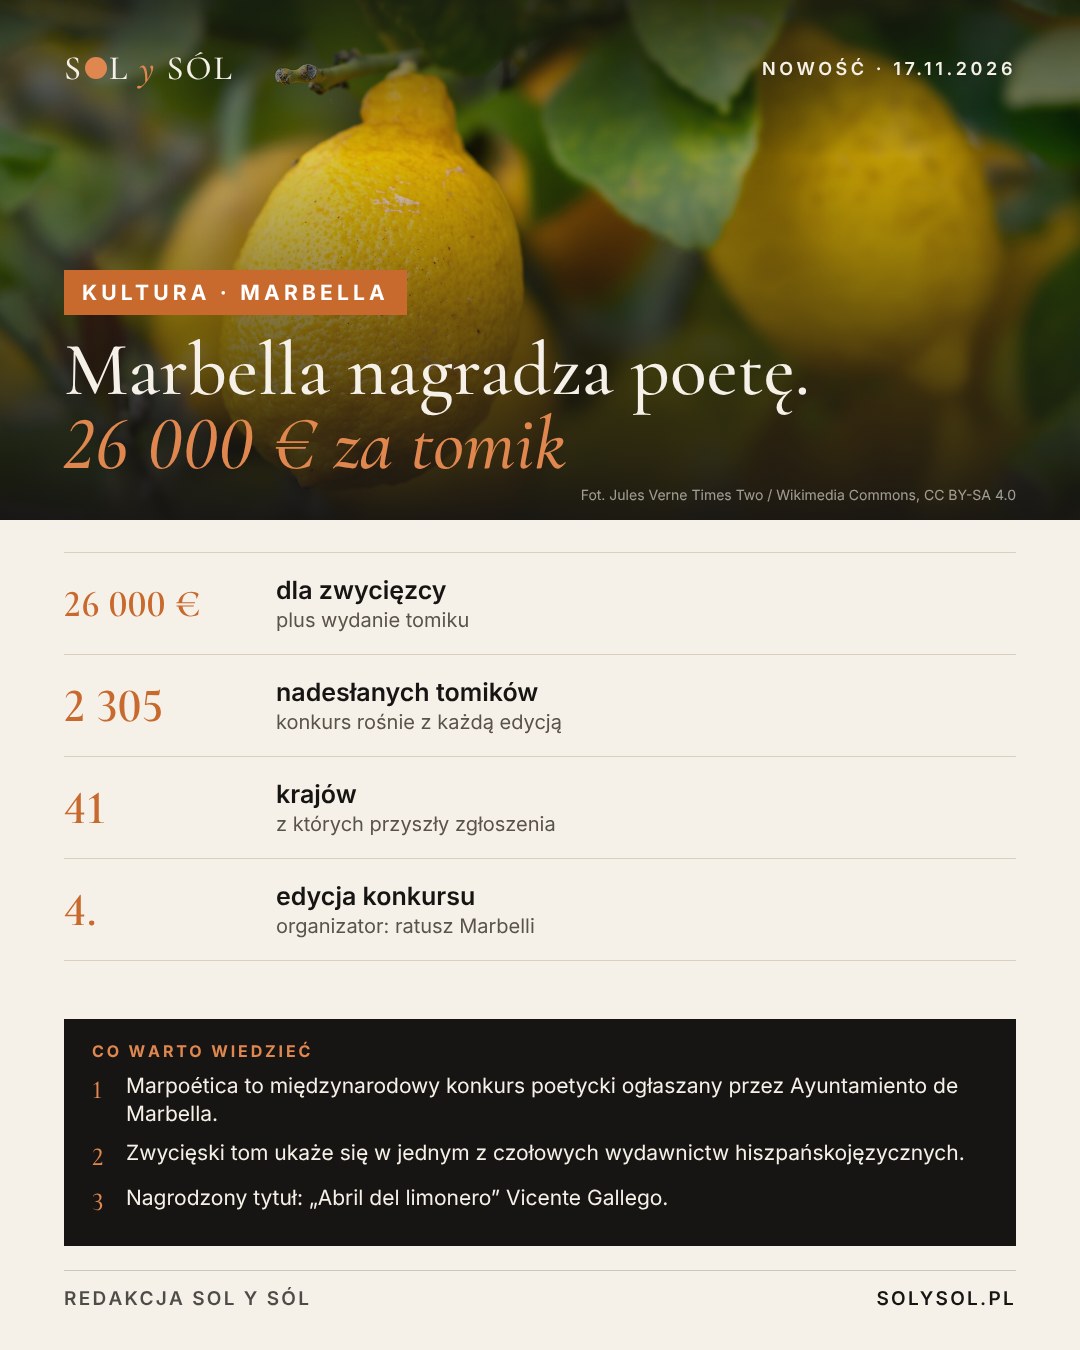 SOL y SÓL
NOWOŚĆ · 17.11.2026
KULTURA · MARBELLA
Marbella nagradza poetę.
26 000 € za tomik
Fot. Jules Verne Times Two / Wikimedia Commons, CC BY-SA 4.0
26 000 €
dla zwycięzcy
plus wydanie tomiku
2 305
nadesłanych tomików
konkurs rośnie z każdą edycją
41
krajów
z których przyszły zgłoszenia
4.
edycja konkursu
organizator: ratusz Marbelli
CO WARTO WIEDZIEĆ
1 Marpoética to międzynarodowy konkurs poetycki ogłaszany przez Ayuntamiento de
Marbella.
2 Zwycięski tom ukaże się w jednym z czołowych wydawnictw hiszpańskojęzycznych.
3 Nagrodzony tytuł: „Abril del limonero” Vicente Gallego.
REDAKCJA SOL Y SÓL
SOLYSOL.PL